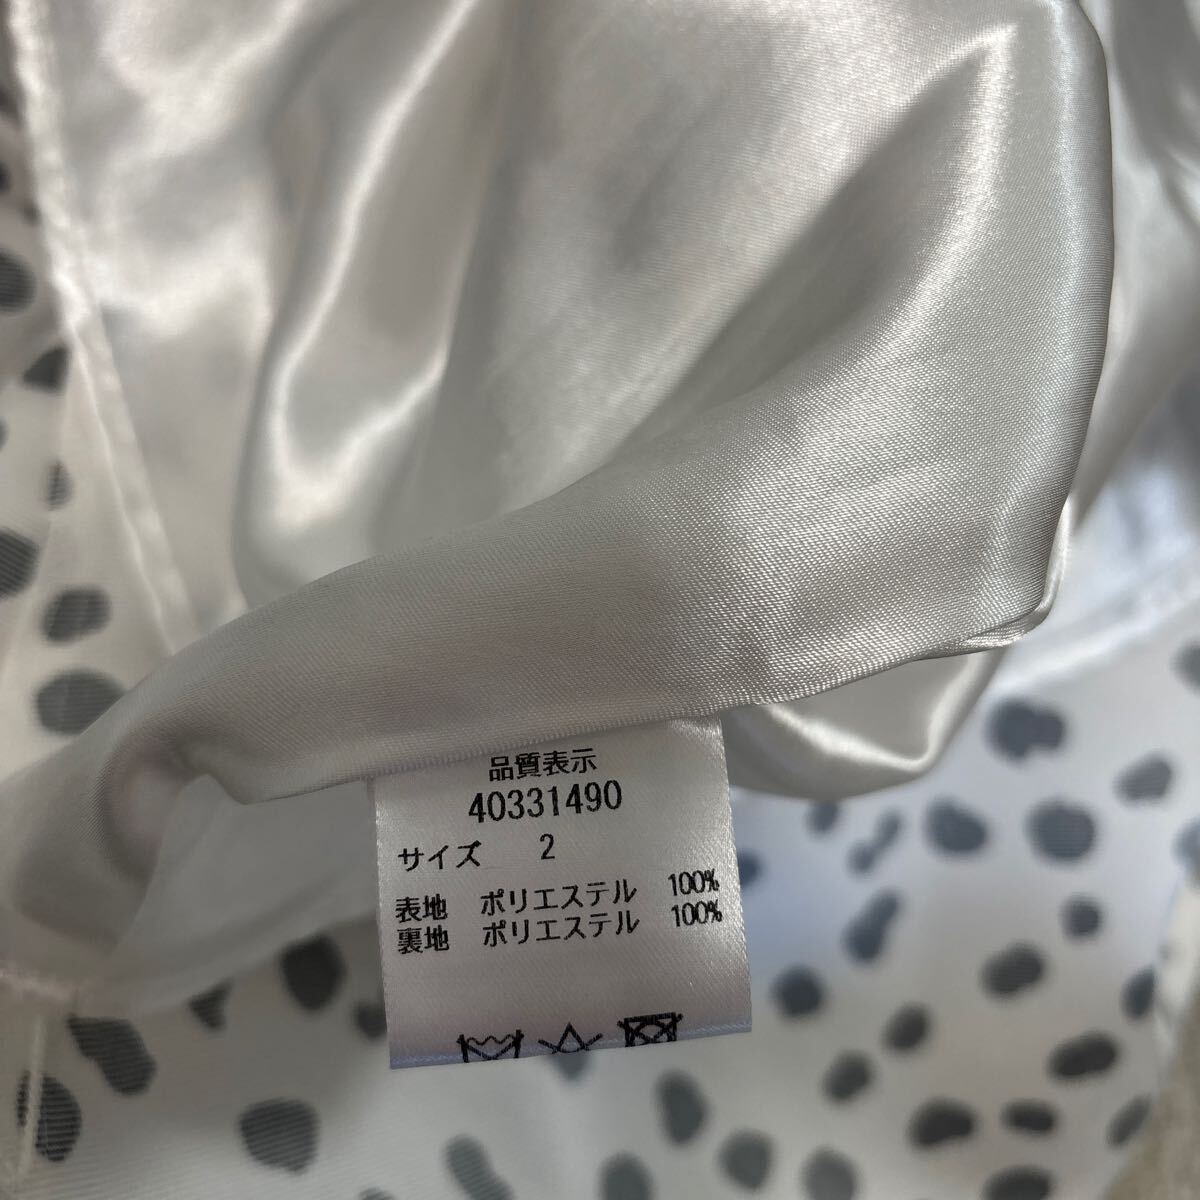 品質表示
40331490
サイズ 2
表地 ポリエステル 100%
裏地 ポリエステル 100%